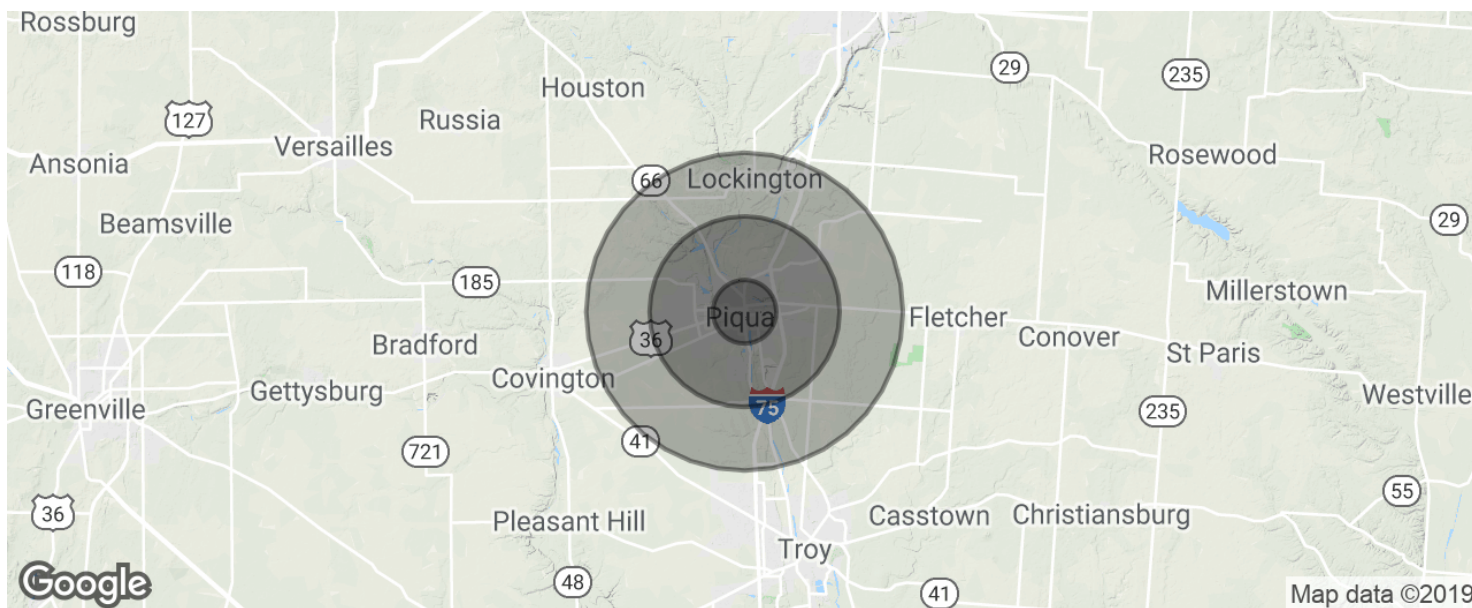 Rossburg
29
235
Houston
127
Russia
Versailles
Ansonia
Rosewood
66
Lockington
Beamsville
29
118
185
Millerstown
Piqua
Fletcher
36
Conover
Bradford
St Paris
Covington
Gettysburg
Westville
Greenville
75
235
41
721
55
36
Pleasant Hill
Casstown
Christiansburg
Troy
48
41
Google
Map data ©2019